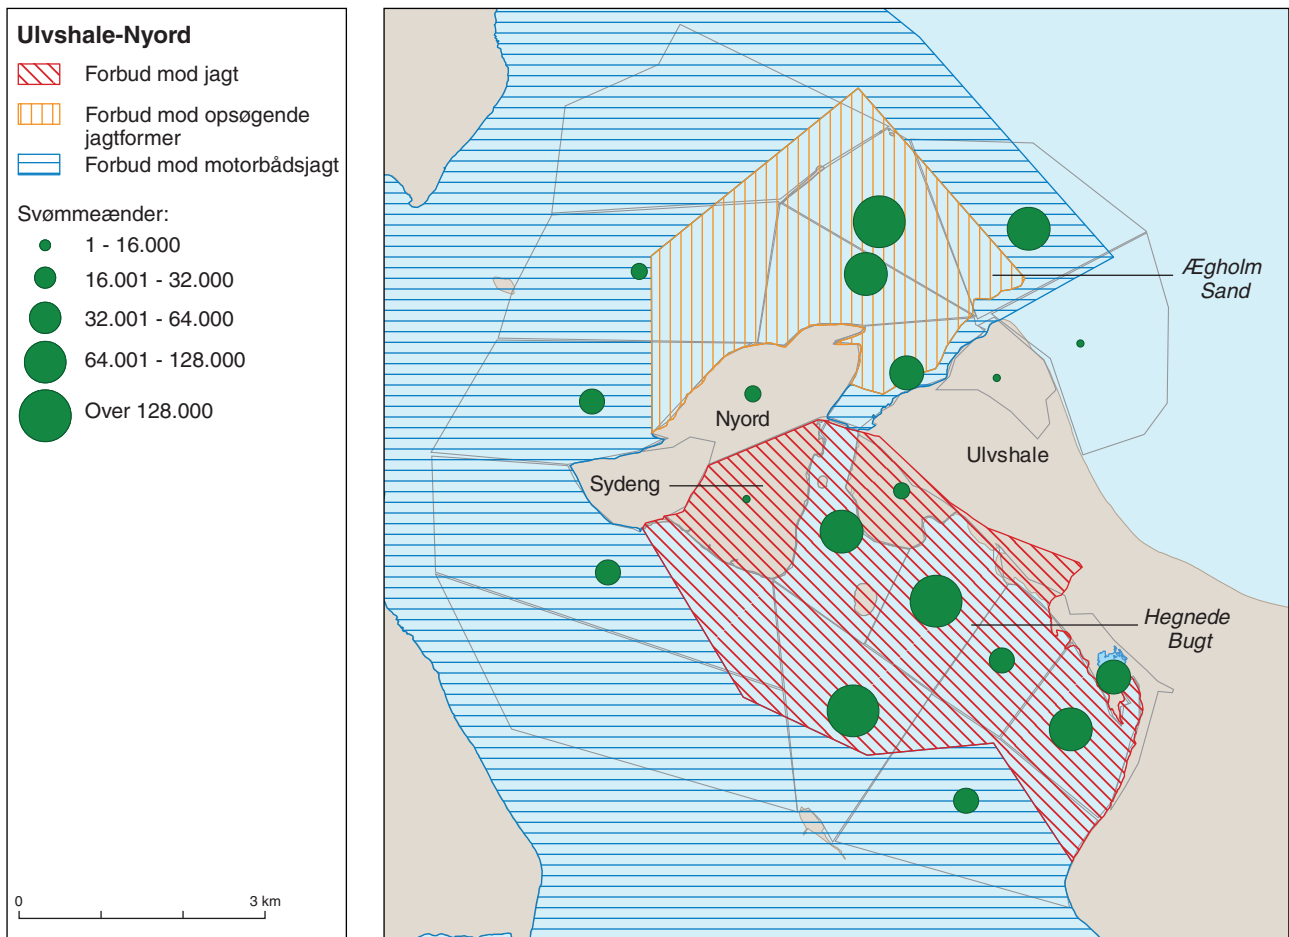 Ulvshale-Nyord
Forbud mod jagt
Forbud mod opsøgende
jagtformer
Forbud mod motorbådsjagt
Svømmeænder:
1 - 16.000
16.001 - 32.000
32.001 - 64.000
64.001 - 128.000
Over 128.000
0 3 km
Ægholm
Sand
Nyord
Ulvshale
Sydeng
Hegnede
Bugt